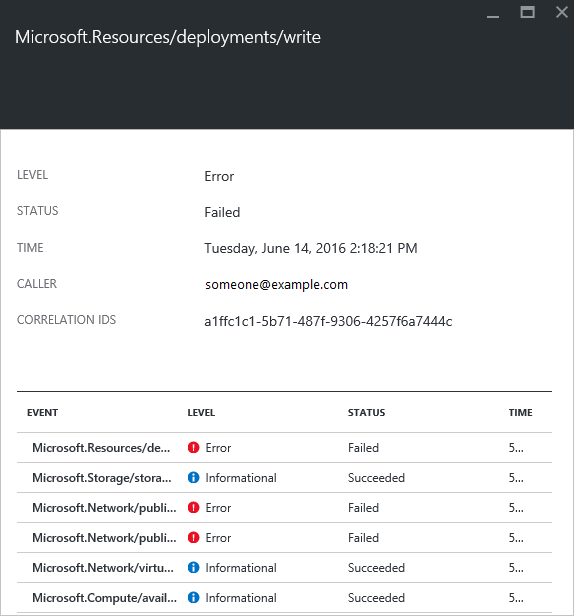 Microsoft.Resources/deployments/write
LEVEL Error
STATUS Failed
TIME Tuesday, June 14, 2016 2:18:21 PM
CALLER someone@example.com
CORRELATION IDS a1ffc1c1-5b71-487f-9306-4257f6a7444c
EVENT LEVEL STATUS TIME
Microsoft.Resources/de... Error Failed 5...
Microsoft.Storage/stora... Informational Succeeded 5...
Microsoft.Network/publi... Error Failed 5...
Microsoft.Network/publi... Error Failed 5...
Microsoft.Network/virtu... Informational Succeeded 5...
Microsoft.Compute/avail... Informational Succeeded 5...